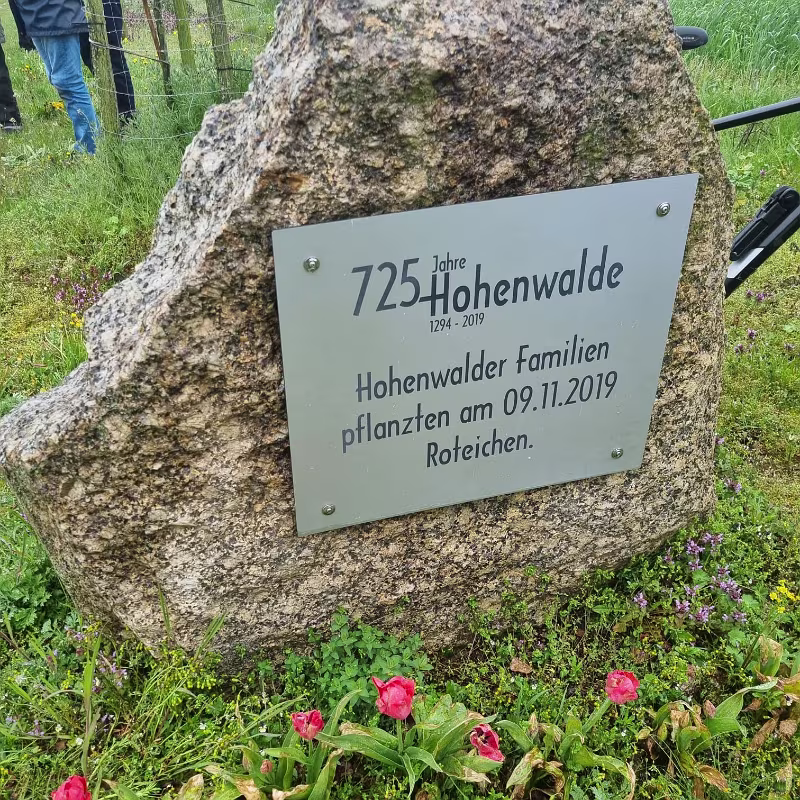 725 Jahre Hohenwalde
1294 - 2019
Hohenwalder Familien
pflanzten am 09.11.2019
Roteichen.